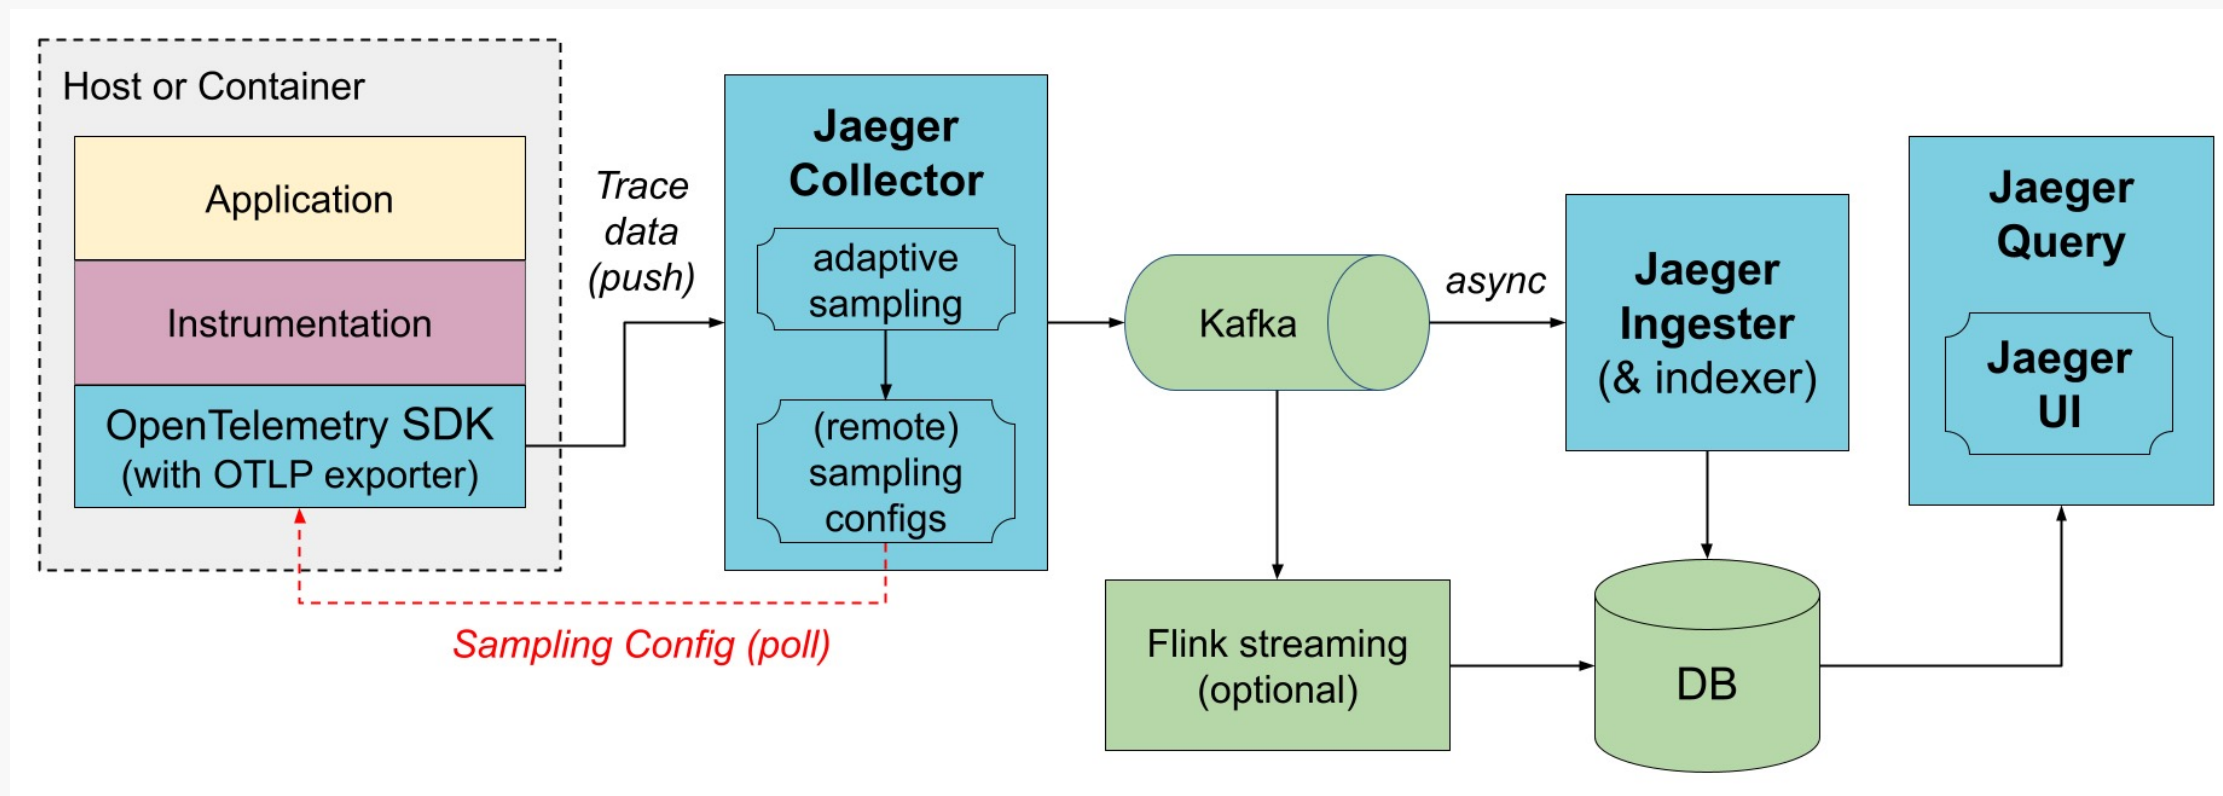 Host or Container
Application
Instrumentation
OpenTelemetry SDK
(with OTLP exporter)
Trace
data
(push)
Jaeger
Collector
adaptive
sampling
(remote)
sampling
configs
Sampling Config (poll)
Kafka
async
Jaeger
Ingester
(& indexer)
Flink streaming
(optional)
DB
Jaeger
Query
Jaeger
UI